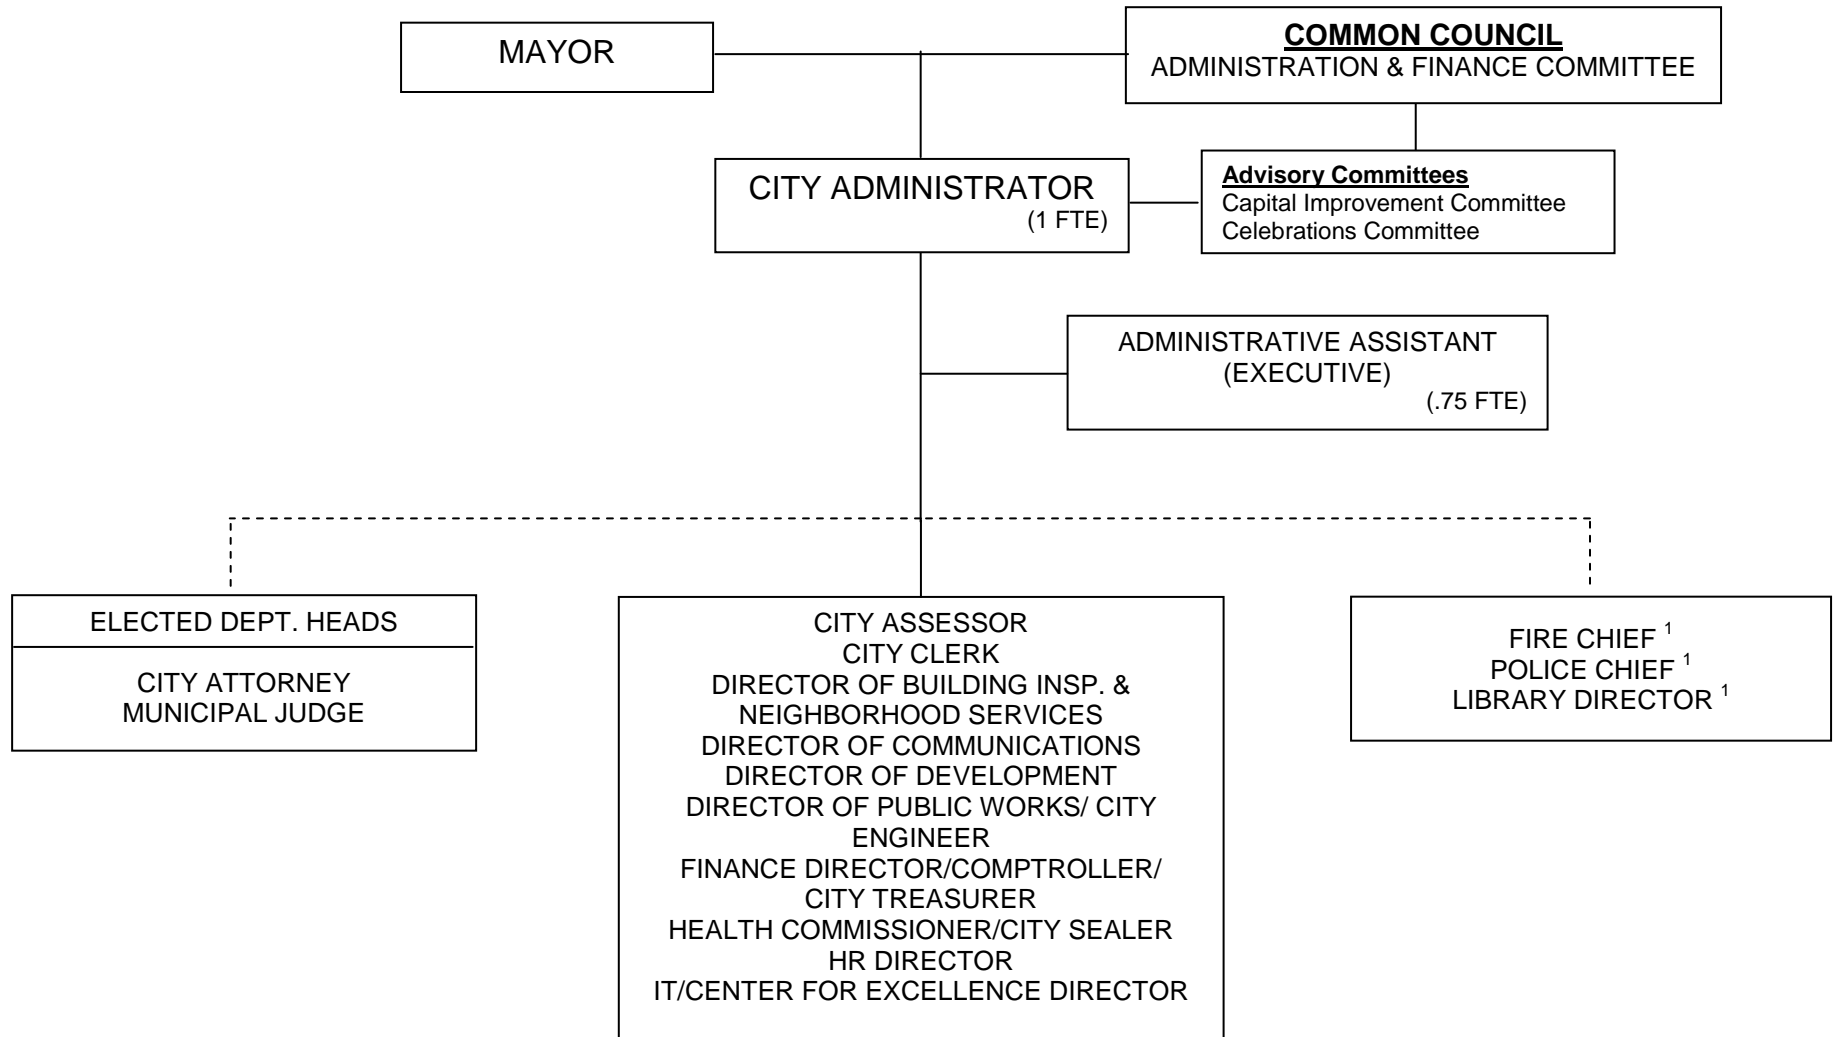 MAYOR
COMMON COUNCIL
ADMINISTRATION & FINANCE COMMITTEE
CITY ADMINISTRATOR
(1 FTE)
Advisory Committees
Capital Improvement Committee
Celebrations Committee
ADMINISTRATIVE ASSISTANT
(EXECUTIVE)
(.75 FTE)
ELECTED DEPT. HEADS
CITY ATTORNEY
MUNICIPAL JUDGE
CITY ASSESSOR
CITY CLERK
DIRECTOR OF BUILDING INSP. &
NEIGHBORHOOD SERVICES
DIRECTOR OF COMMUNICATIONS
DIRECTOR OF DEVELOPMENT
DIRECTOR OF PUBLIC WORKS/ CITY
ENGINEER
FINANCE DIRECTOR/COMPTROLLER/
CITY TREASURER
HEALTH COMMISSIONER/CITY SEALER
HR DIRECTOR
IT/CENTER FOR EXCELLENCE DIRECTOR
FIRE CHIEF 1
POLICE CHIEF 1
LIBRARY DIRECTOR 1